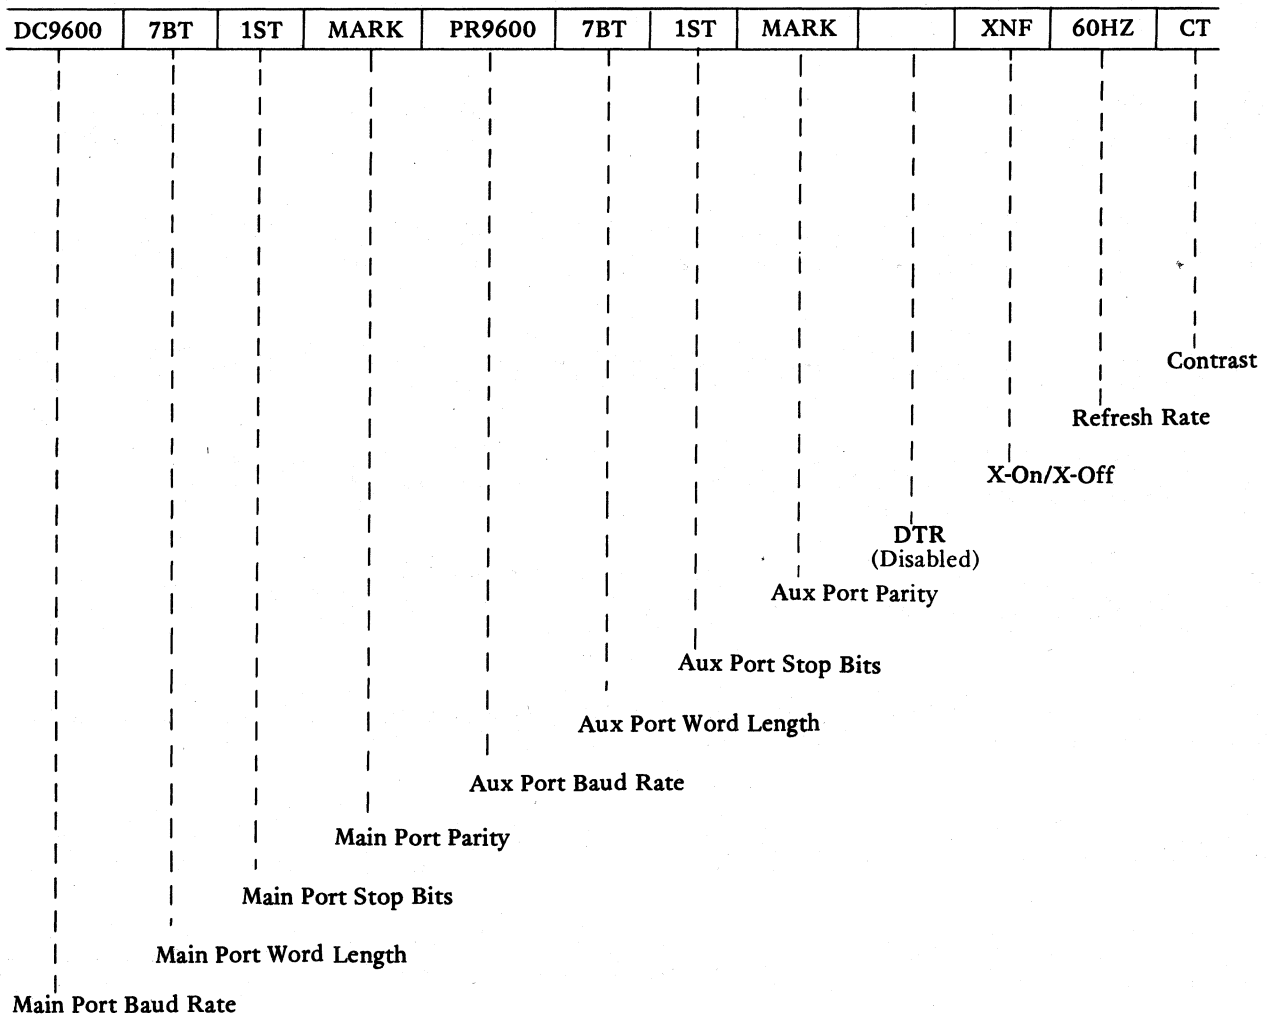 DC9600 7BT 1ST MARK PR9600 7BT 1ST MARK XNF 60HZ CT
Contrast
Refresh Rate
X-On/X-Off
DTR
(Disabled)
Aux Port Parity
Aux Port Stop Bits
Aux Port Word Length
Aux Port Baud Rate
Main Port Parity
Main Port Stop Bits
Main Port Word Length
Main Port Baud Rate